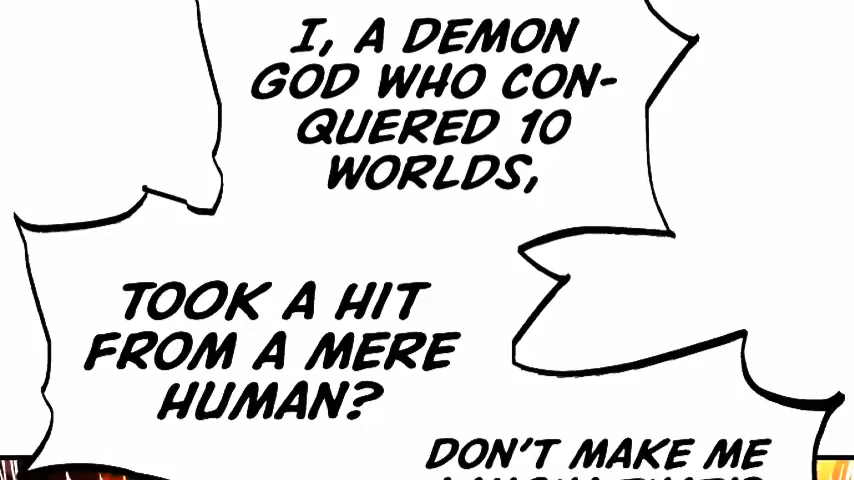 I, A DEMON
GOD WHO CON-
QUERED 10
WORLDS,
TOOK A HIT
FROM A MERE
HUMAN?
DON'T MAKE ME